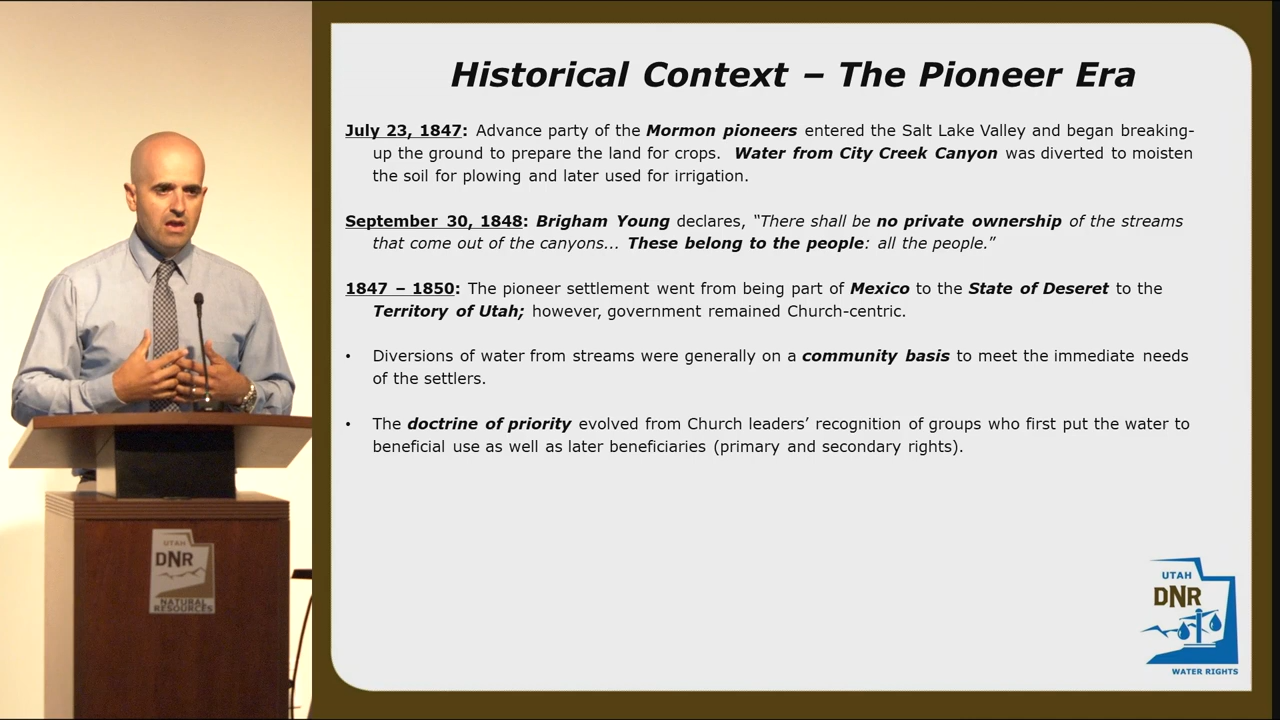 Historical Context – The Pioneer Era
July 23, 1847: Advance party of the Mormon pioneers entered the Salt Lake Valley and began breaking-
up the ground to prepare the land for crops. Water from City Creek Canyon was diverted to moisten
the soil for plowing and later used for irrigation.
September 30, 1848: Brigham Young declares, “There shall be no private ownership of the streams
that come out of the canyons... These belong to the people: all the people.”
1847 – 1850: The pioneer settlement went from being part of Mexico to the State of Deseret to the
Territory of Utah; however, government remained Church-centric.
• Diversions of water from streams were generally on a community basis to meet the immediate needs
of the settlers.
• The doctrine of priority evolved from Church leaders’ recognition of groups who first put the water to
beneficial use as well as later beneficiaries (primary and secondary rights).
UTAH
DNR
NATURAL
RESOURCES
UTAH
DNR
WATER RIGHTS